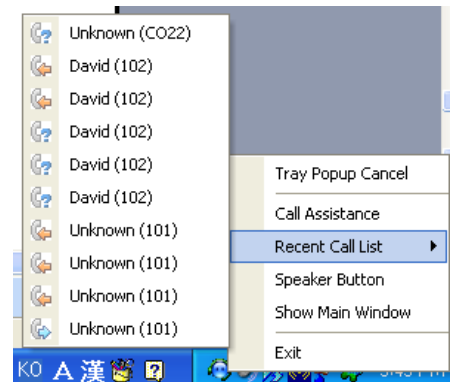 Unknown (CO22)
David (102)
David (102)
David (102)
David (102)
David (102)
Unknown (101)
Unknown (101)
Unknown (101)
Unknown (101)
Tray Popup Cancel
Call Assistance
Recent Call List
Speaker Button
Show Main Window
Exit
KO A 漢